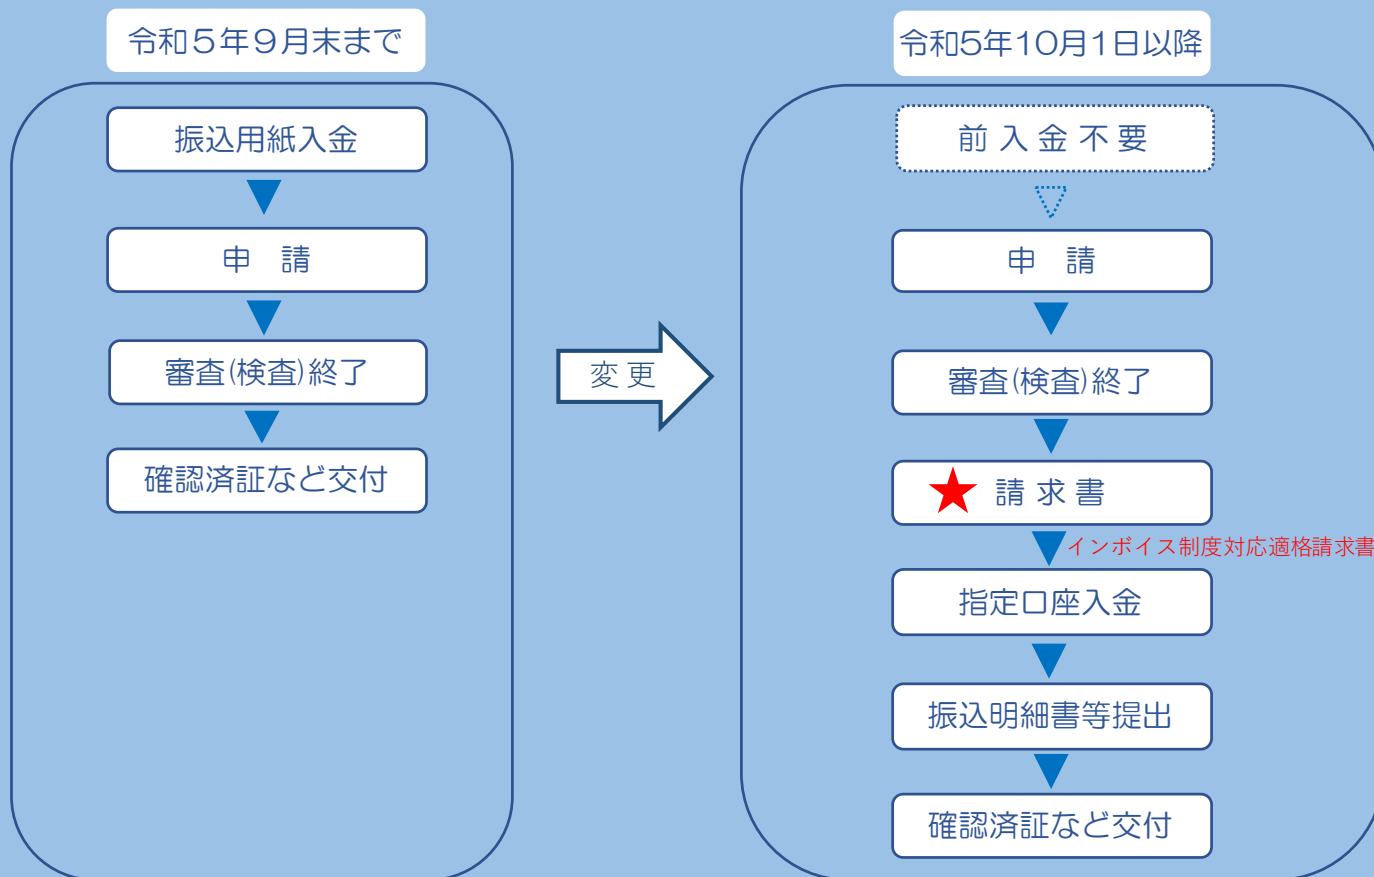 令和５年９月末まで
振込用紙入金
申　請
審査(検査)終了
確認済証など交付
変 更
令和5年10月1日以降
前 入 金 不 要
申　請
審査(検査)終了
請 求 書
インボイス制度対応適格請求書
指定口座入金
振込明細書等提出
確認済証など交付